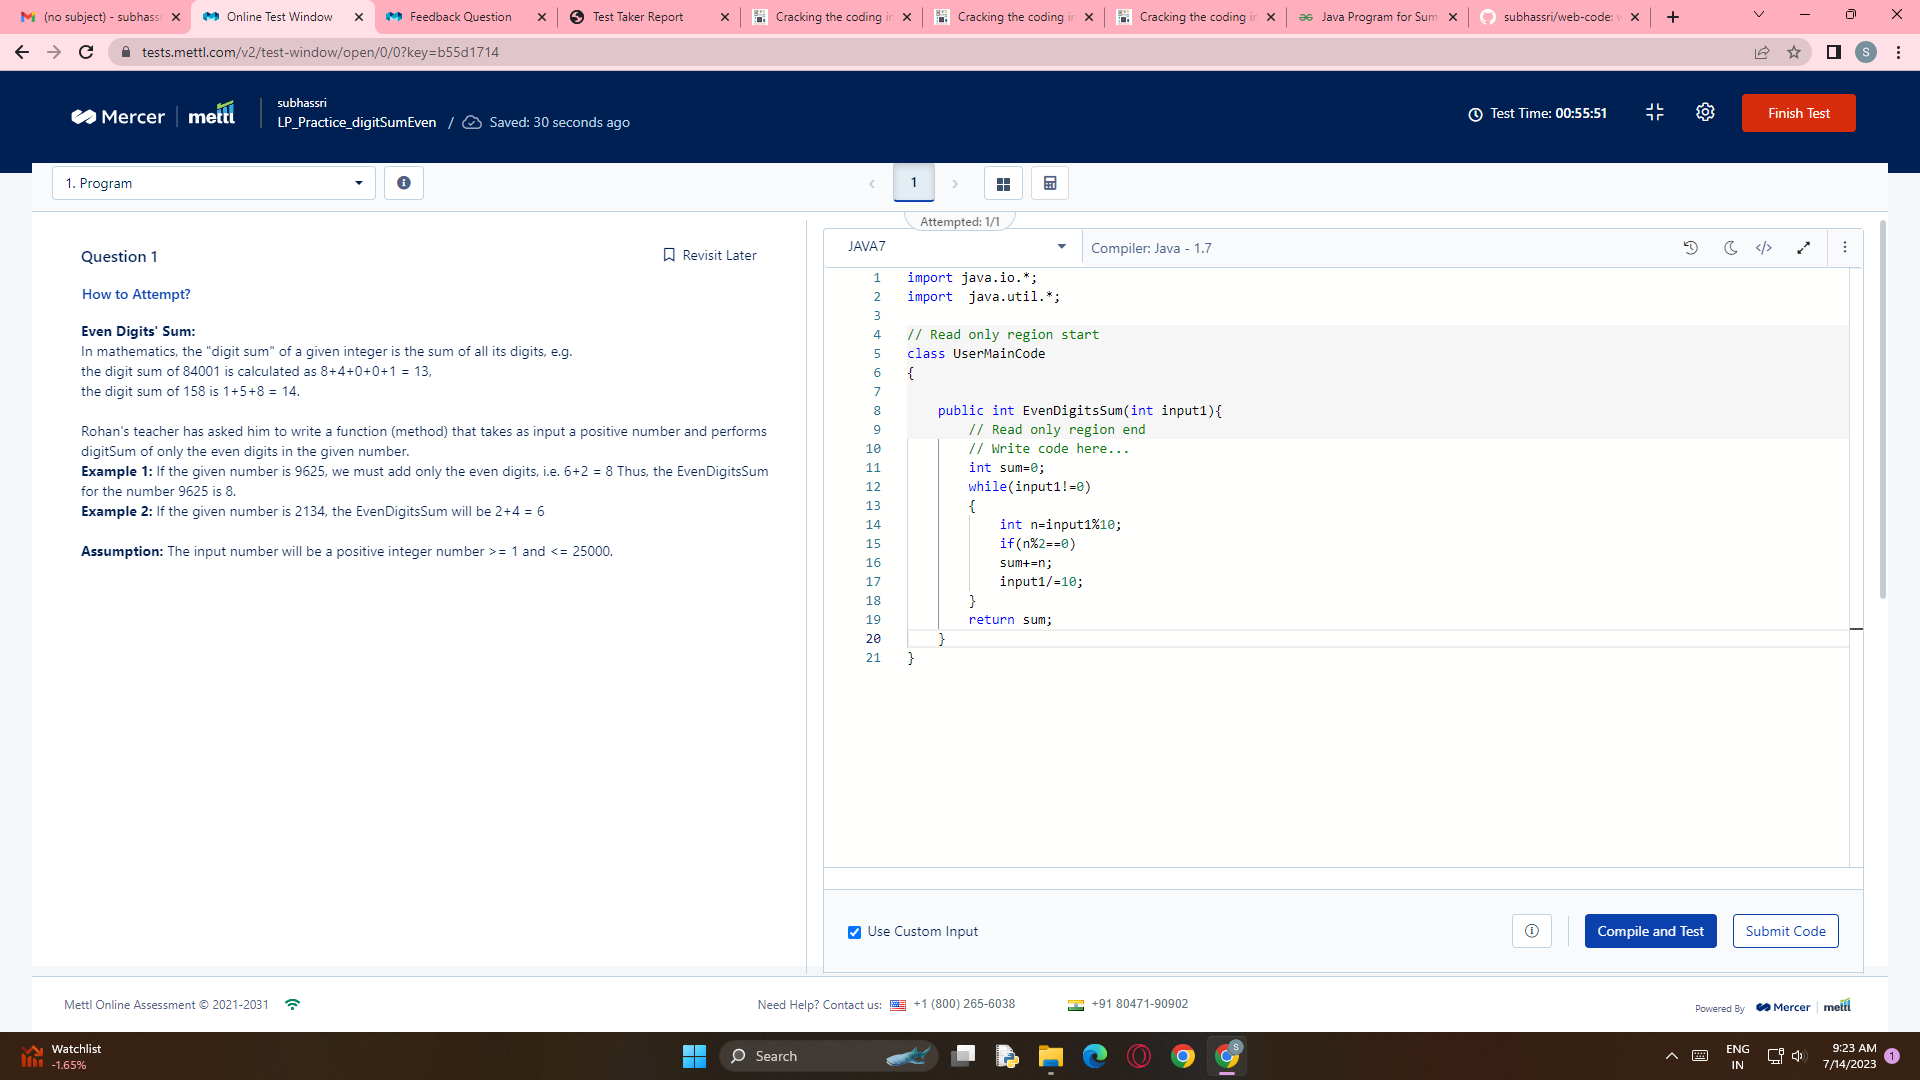 (no subject) - subhass
Online Test Window
Feedback Question
Test Taker Report
Cracking the coding in
Cracking the coding in
Cracking the coding in
Java Program for Sum
subhassri/web-code: 
tests.mettl.com/v2/test-window/open/0/0?key=b55d1714
S
Mercer mettl
subhassri
LP_Practice_digitSumEven / Saved: 30 seconds ago
Test Time: 00:55:51
Finish Test
1. Program
1
Attempted: 1/1
Question 1
Revisit Later
How to Attempt?
Even Digits' Sum:
In mathematics, the "digit sum" of a given integer is the sum of all its digits, e.g.
the digit sum of 84001 is calculated as 8+4+0+0+1 = 13,
the digit sum of 158 is 1+5+8 = 14.
Rohan's teacher has asked him to write a function (method) that takes as input a positive number and performs
digitSum of only the even digits in the given number.
Example 1: If the given number is 9625, we must add only the even digits, i.e. 6+2 = 8 Thus, the EvenDigitsSum
for the number 9625 is 8.
Example 2: If the given number is 2134, the EvenDigitsSum will be 2+4 = 6
Assumption: The input number will be a positive integer number >= 1 and <= 25000.
JAVA7
Compiler: Java - 1.7
1 import java.io.*;
2 import  java.util.*;
3
4 // Read only region start
5 class UserMainCode
6 {
7
8 public int EvenDigitsSum(int input1){
9 // Read only region end
10 // Write code here...
11 int sum=0;
12 while(input1!=0)
13 {
14 int n=input1%10;
15 if(n%2==0)
16 sum+=n;
17 input1/=10;
18 }
19 return sum;
20 }
21 }
Use Custom Input
Compile and Test
Submit Code
Mettl Online Assessment © 2021-2031
Need Help? Contact us: +1 (800) 265-6038 +91 80471-90902
Powered By Mercer mettl
Watchlist
-1.65%
Search
S
ENG
IN
9:23 AM
7/14/2023
1